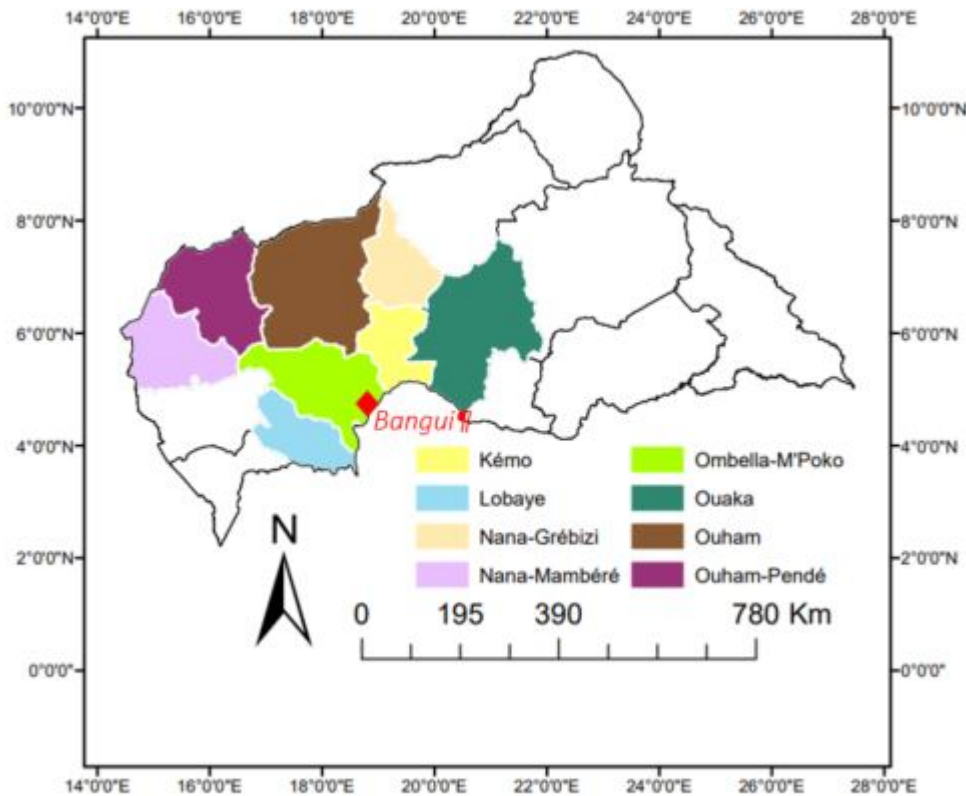 14°0'0"E 16°0'0"E 18°0'0"E 20°0'0"E 22°0'0"E 24°0'0"E 26°0'0"E 28°0'0"E
10°0'0"N 10°0'0"N
8°0'0"N 8°0'0"N
6°0'0"N 6°0'0"N
Bangui¶
4°0'0"N 4°0'0"N
Kémo Ombella-M'Poko
Lobaye Ouaka
Nana-Grébizi Ouham
Nana-Mambéré Ouham-Pendé
N
2°0'0"N 2°0'0"N
0 195 390 780 Km
0°0'0"N 0°0'0"N
14°0'0"E 16°0'0"E 18°0'0"E 20°0'0"E 22°0'0"E 24°0'0"E 26°0'0"E 28°0'0"E